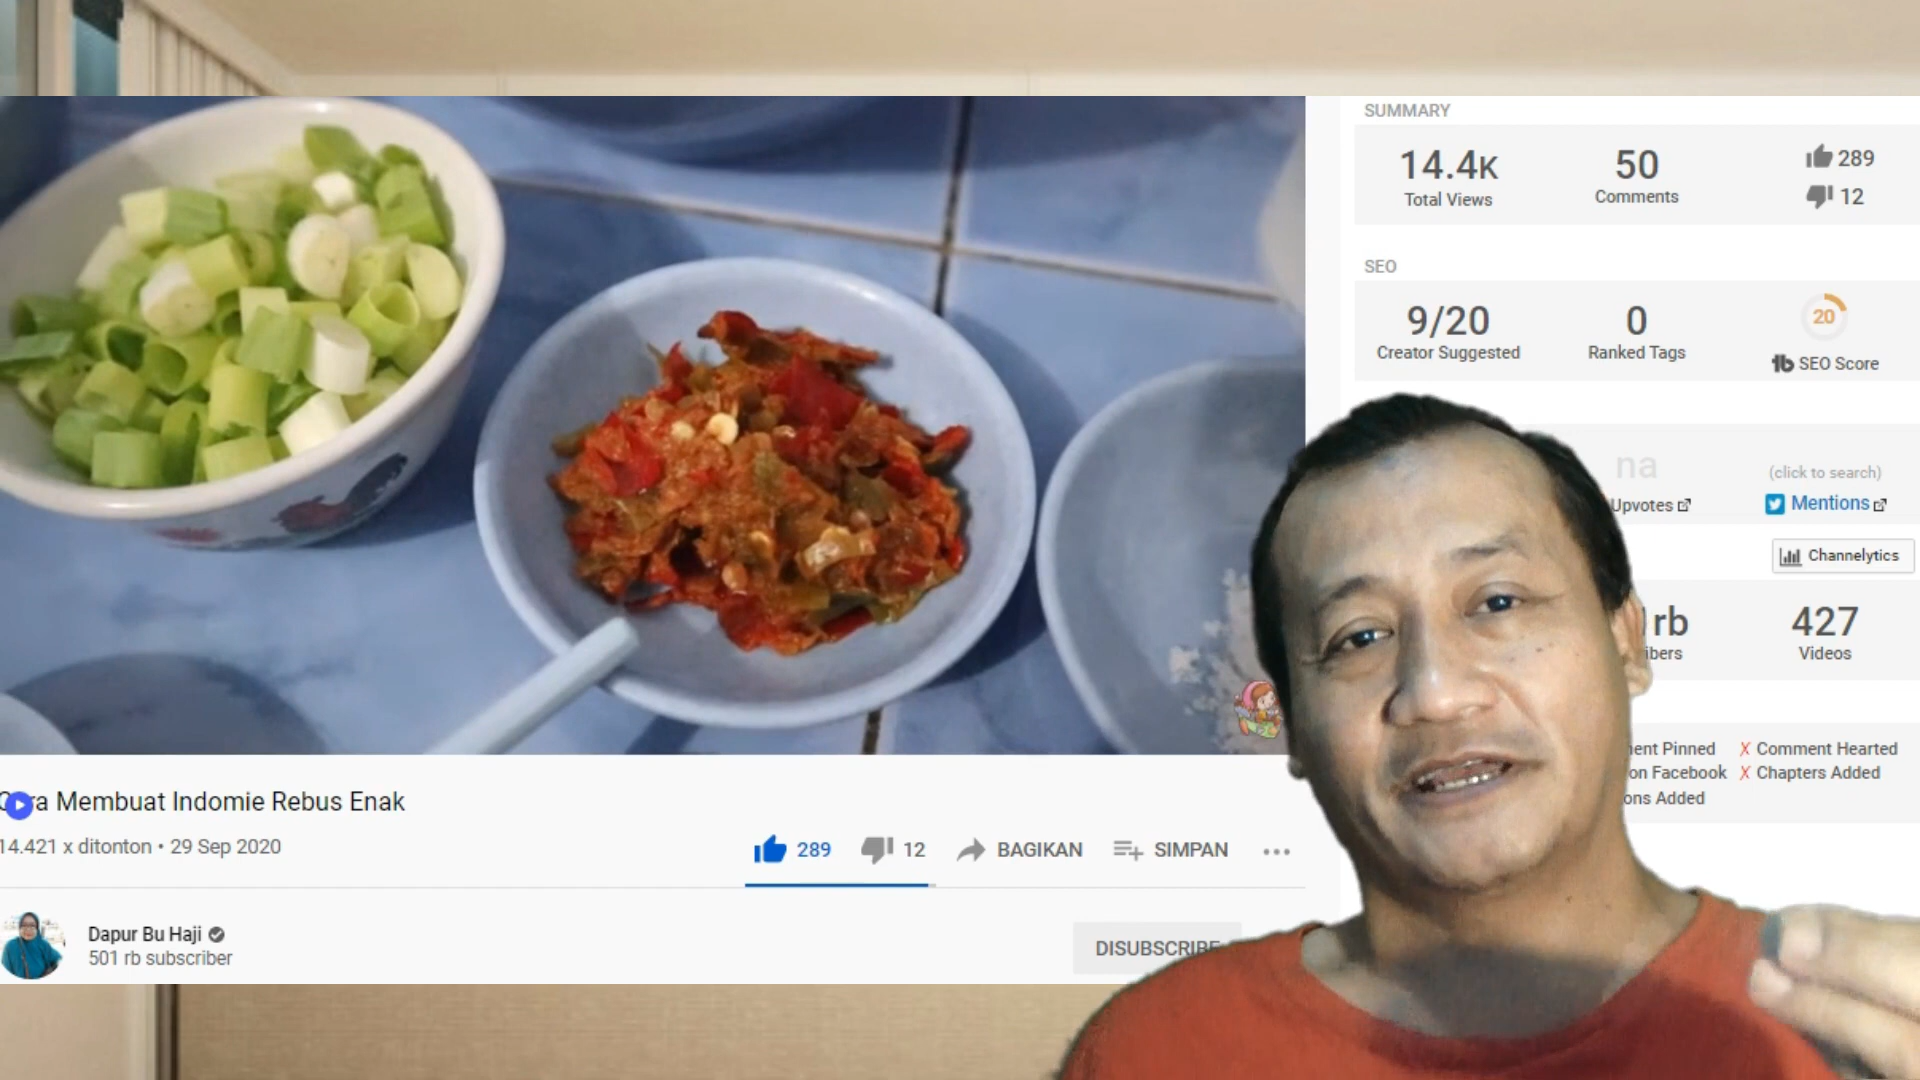 SUMMARY
14.4K
Total Views
50
Comments
289
12
SEO
9/20
Creator Suggested
0
Ranked Tags
20
SEO Score
na
Upvotes
(click to search)
Mentions
Channelytics
rb
427
Videos
Pinned
X Comment Hearted
on Facebook
X Chapters Added
Added
Membuat Indomie Rebus Enak
14.421 x ditonton • 29 Sep 2020
289
12
BAGIKAN
SIMPAN
Dapur Bu Haji
501 rb subscriber
DISUBSCRIBE